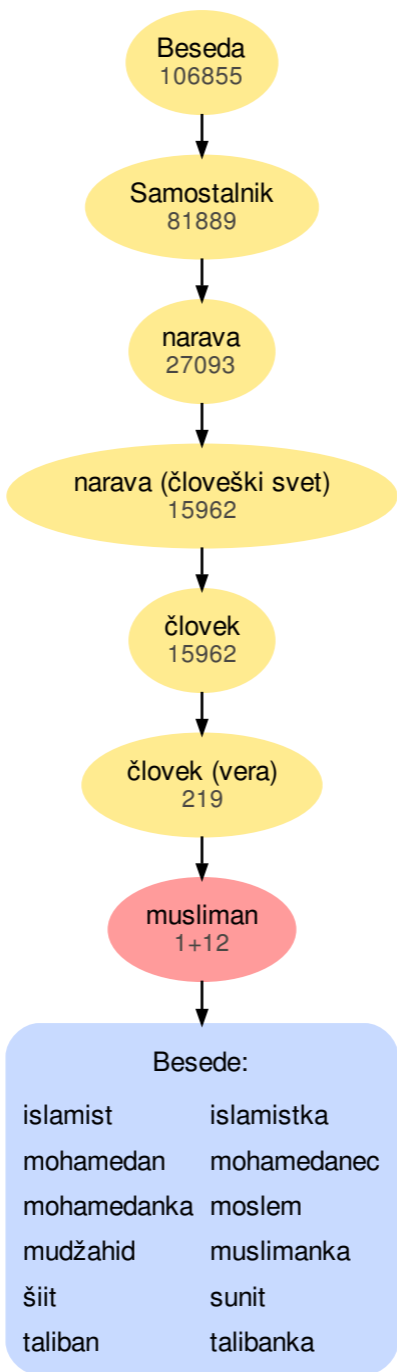 Beseda
106855
Samostalnik
81889
narava
27093
narava (človeški svet)
15962
človek
15962
človek (vera)
219
musliman
1+12
Besede:
islamist islamistka
mohamedan mohamedanec
mohamedanka moslem
mudžahid muslimanka
šiit sunit
taliban talibanka